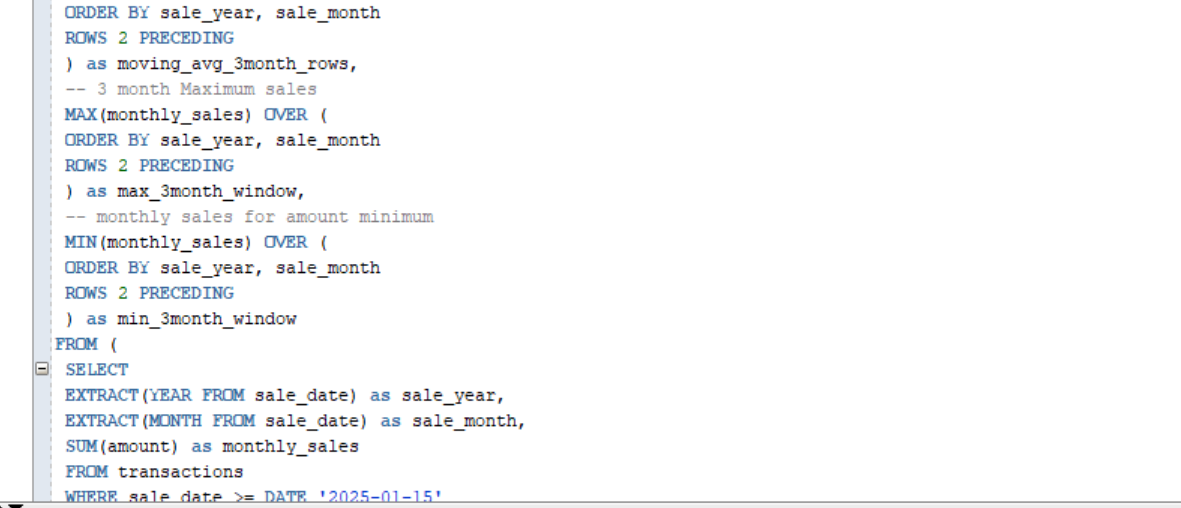 ORDER BY sale_year, sale_month
ROWS 2 PRECEDING
) as moving_avg_3month_rows,
-- 3 month Maximum sales
MAX(monthly_sales) OVER (
ORDER BY sale_year, sale_month
ROWS 2 PRECEDING
) as max_3month_window,
-- monthly sales for amount minimum
MIN(monthly_sales) OVER (
ORDER BY sale_year, sale_month
ROWS 2 PRECEDING
) as min_3month_window
FROM (
SELECT
EXTRACT(YEAR FROM sale_date) as sale_year,
EXTRACT(MONTH FROM sale_date) as sale_month,
SUM(amount) as monthly_sales
FROM transactions
WHERE sale_date >= DATE '2025-01-15'